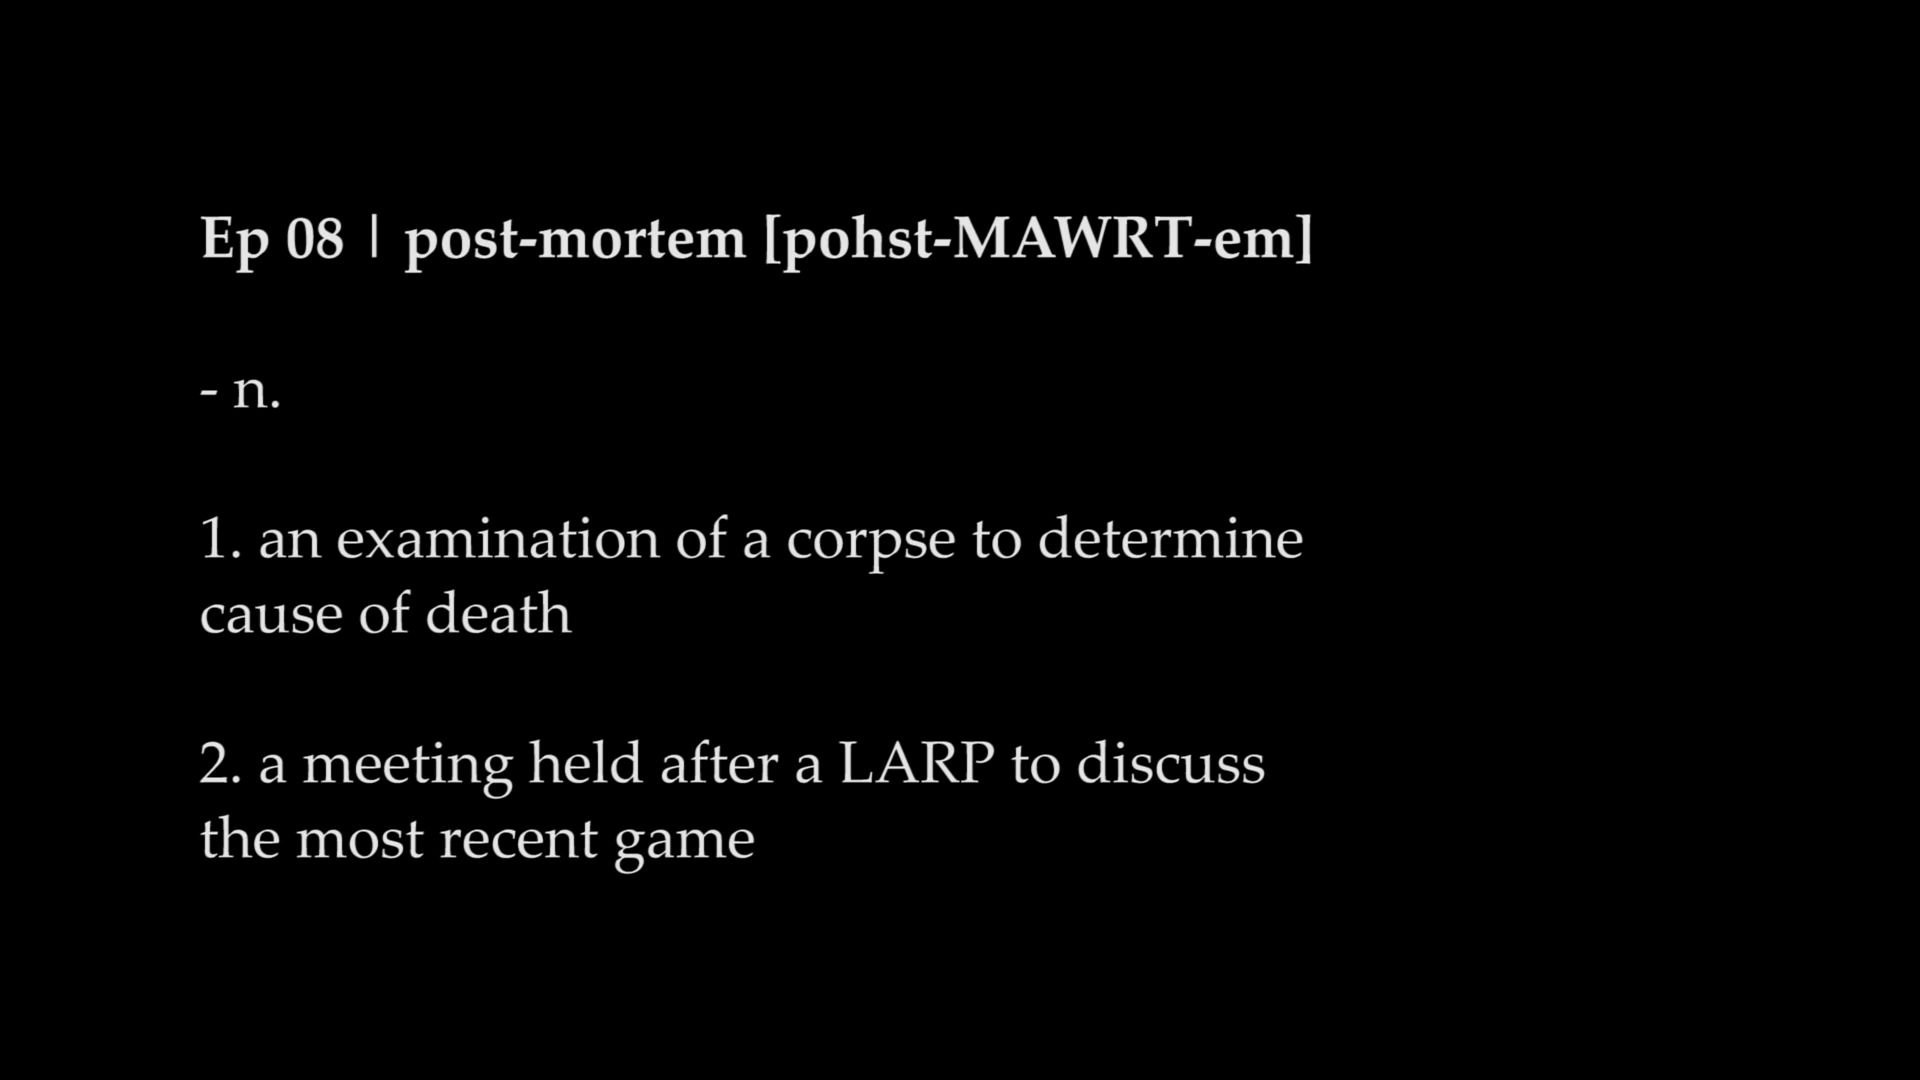 Ep 08 | post-mortem [pohst-MAWRT-em]
- n.
1. an examination of a corpse to determine
cause of death
2. a meeting held after a LARP to discuss
the most recent game